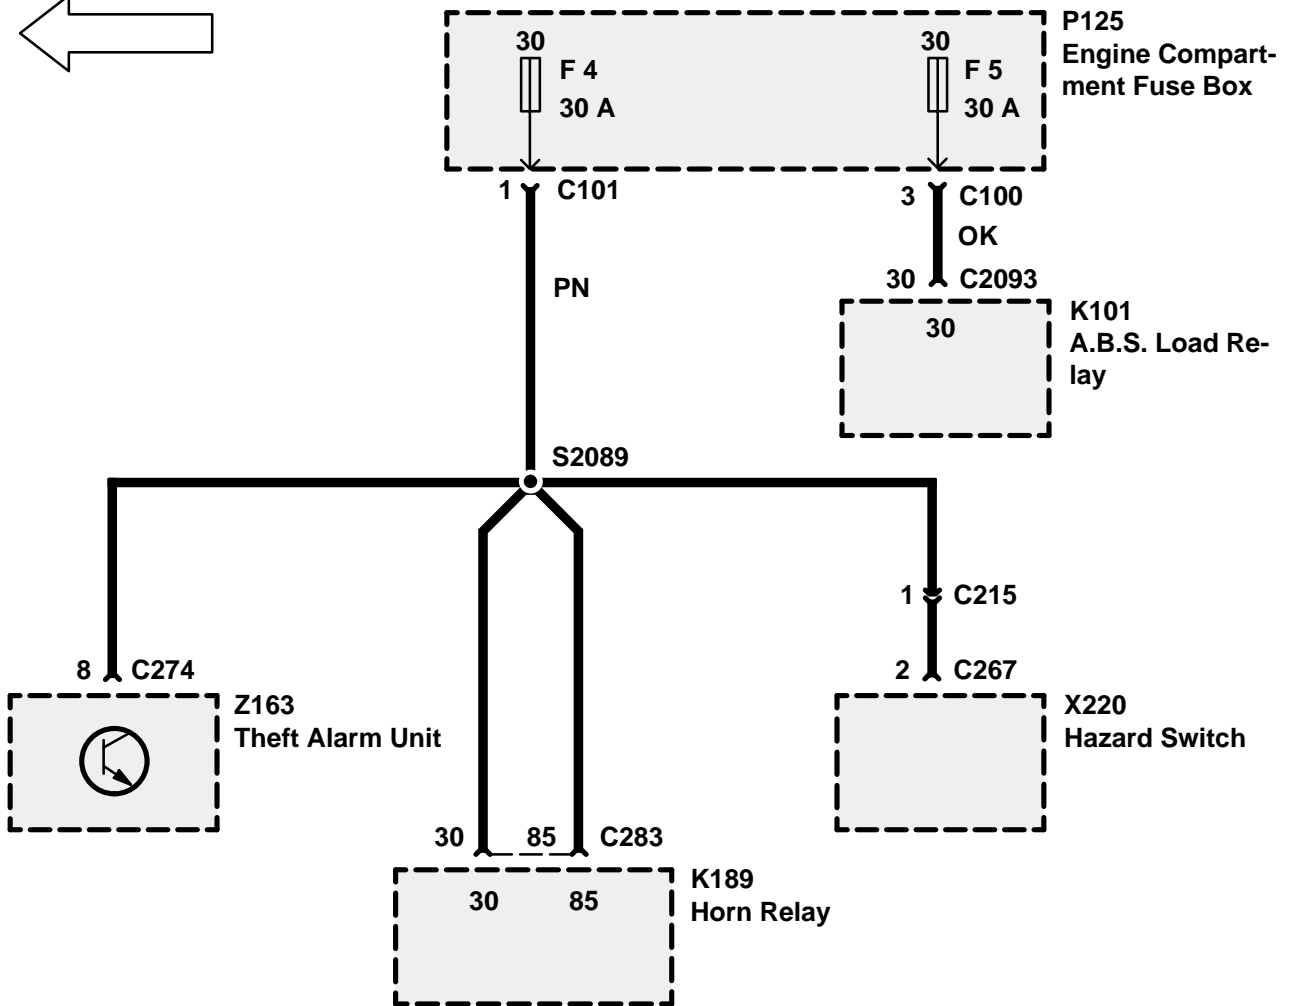 P125
Engine Compart-
ment Fuse Box
30
F 4
30 A
30
F 5
30 A
1 C101
3 C100
OK
PN
30 C2093
30
K101
A.B.S. Load Re-
lay
S2089
1 C215
8 C274
2 C267
Z163
Theft Alarm Unit
X220
Hazard Switch
30 85 C283
30 85
K189
Horn Relay